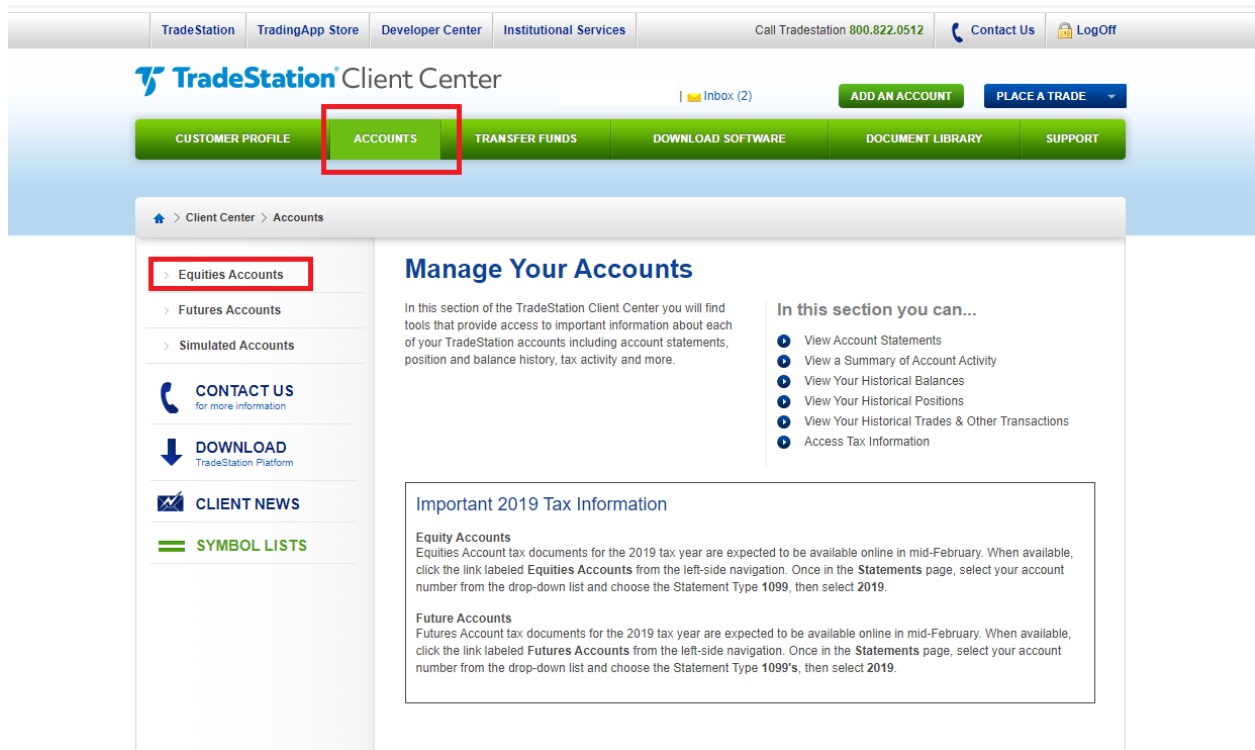 TradeStation TradingApp Store Developer Center Institutional Services Call Tradestation 800.822.0512 Contact Us LogOff
TradeStation Client Center
Inbox (2) ADD AN ACCOUNT PLACE A TRADE
CUSTOMER PROFILE ACCOUNTS TRANSFER FUNDS DOWNLOAD SOFTWARE DOCUMENT LIBRARY SUPPORT
> Client Center > Accounts
> Equities Accounts
> Futures Accounts
> Simulated Accounts
CONTACT US
for more information
DOWNLOAD
TradeStation Platform
CLIENT NEWS
SYMBOL LISTS
Manage Your Accounts
In this section of the TradeStation Client Center you will find
tools that provide access to important information about each
of your TradeStation accounts including account statements,
position and balance history, tax activity and more.
In this section you can...
View Account Statements
View a Summary of Account Activity
View Your Historical Balances
View Your Historical Positions
View Your Historical Trades & Other Transactions
Access Tax Information
Important 2019 Tax Information
Equity Accounts
Equities Account tax documents for the 2019 tax year are expected to be available online in mid-February. When available,
click the link labeled Equities Accounts from the left-side navigation. Once in the Statements page, select your account
number from the drop-down list and choose the Statement Type 1099, then select 2019.
Future Accounts
Futures Account tax documents for the 2019 tax year are expected to be available online in mid-February. When available,
click the link labeled Futures Accounts from the left-side navigation. Once in the Statements page, select your account
number from the drop-down list and choose the Statement Type 1099's, then select 2019.